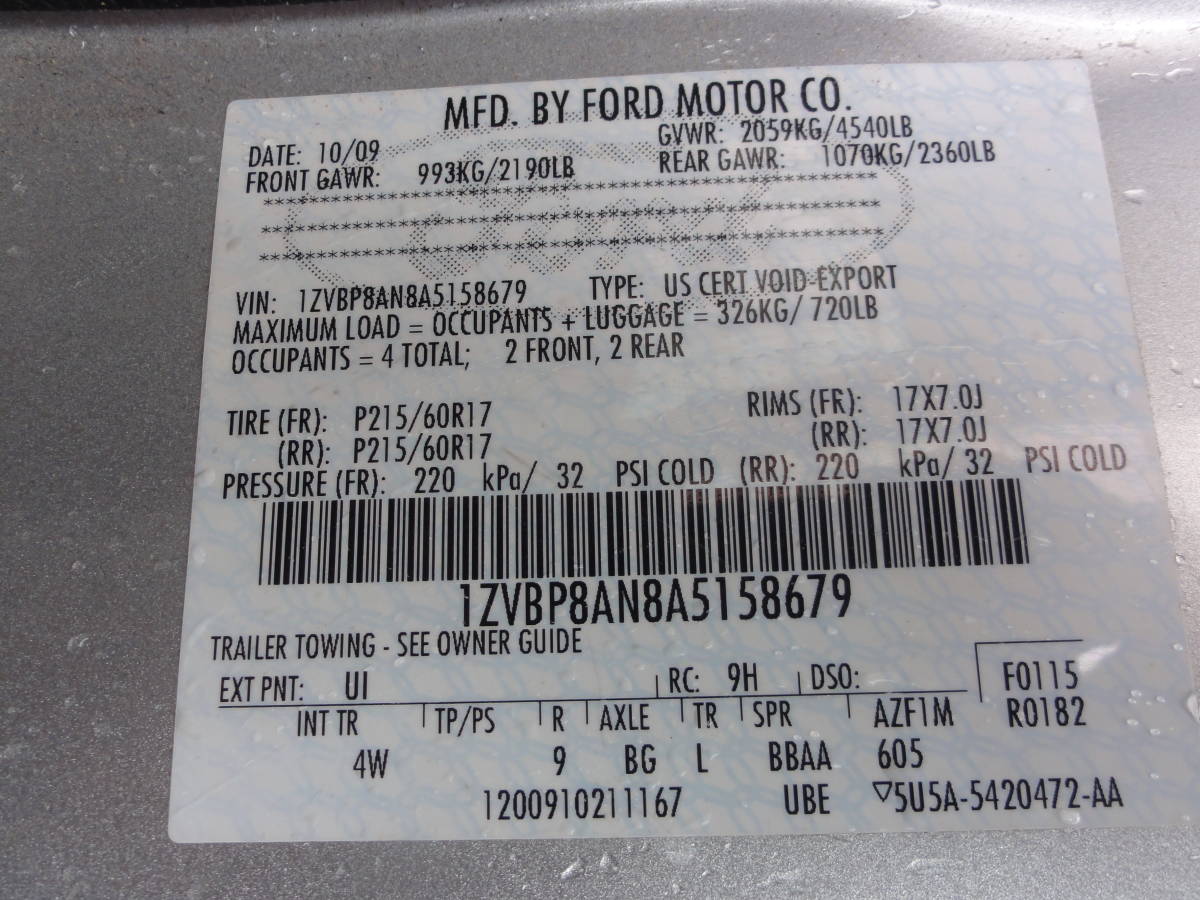 MFD. BY FORD MOTOR CO.
DATE: 10/09 GVWR: 2059KG/4540LB
FRONT GAWR: 993KG/2190LB REAR GAWR: 1070KG/2360LB
VIN: 1ZVBP8AN8A5158679 TYPE: US CERT VOID-EXPORT
MAXIMUM LOAD = OCCUPANTS + LUGGAGE = 326KG/ 720LB
OCCUPANTS = 4 TOTAL; 2 FRONT, 2 REAR
TIRE (FR): P215/60R17 RIMS (FR): 17X7.0J
(RR): P215/60R17 (RR): 17X7.0J
PRESSURE (FR): 220 kPa/ 32 PSI COLD (RR): 220 kPa/ 32 PSI COLD
1ZVBP8AN8A5158679
TRAILER TOWING - SEE OWNER GUIDE
EXT PNT: UI RC: 9H DSO: F0115
INT TR TP/PS R AXLE TR SPR AZF1M R0182
4W 9 BG L BBAA 605
1200910211167 UBE ▽5U5A-5420472-AA